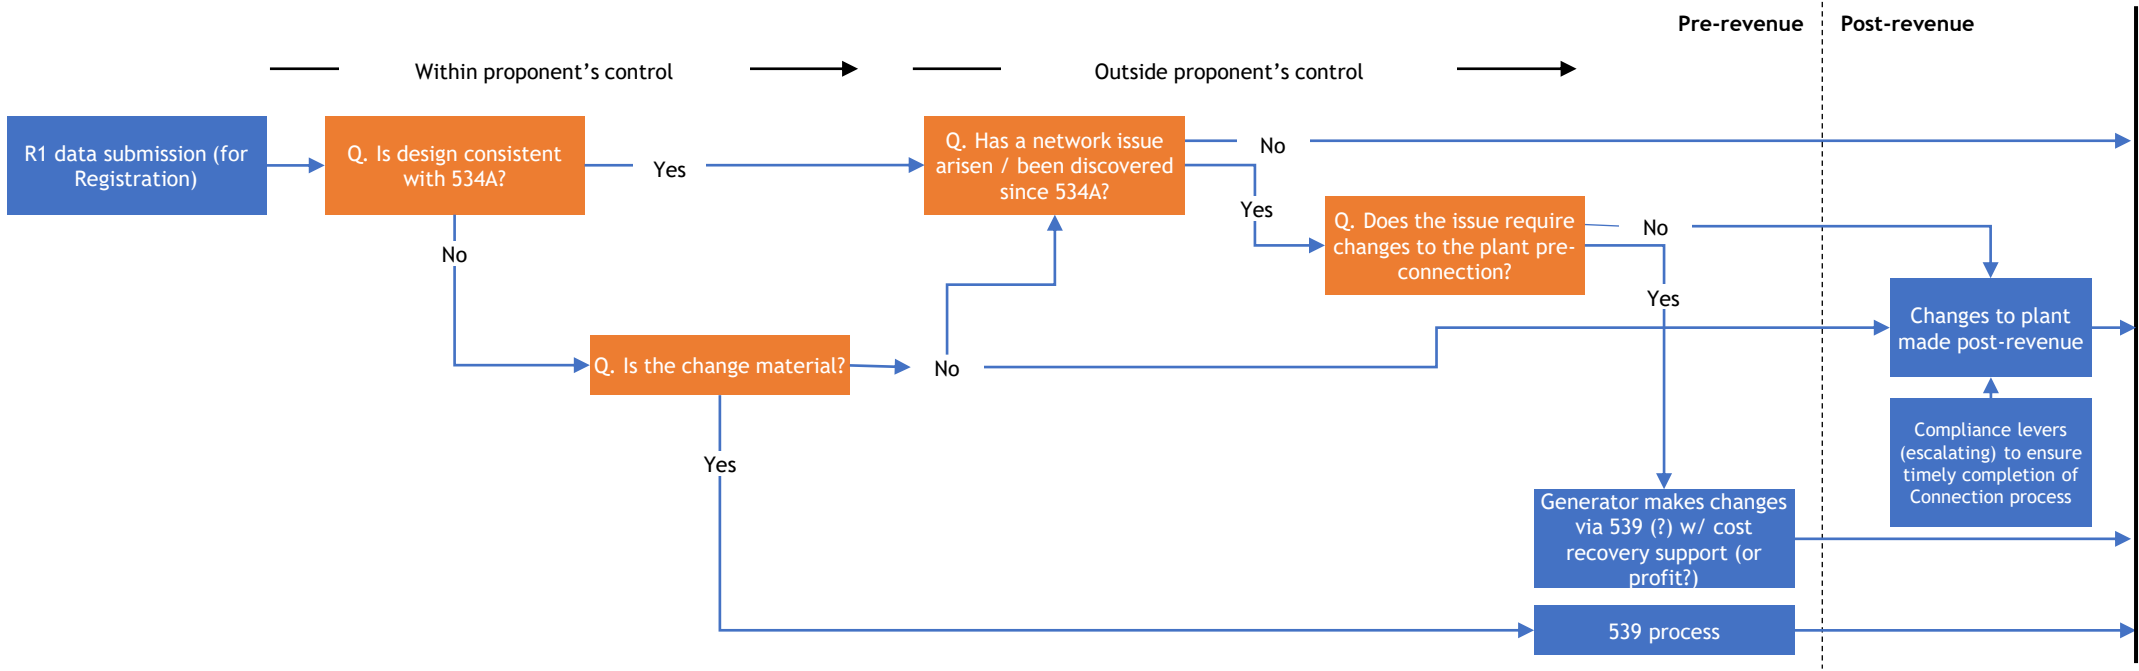 Pre-revenue
Post-revenue
Within proponent’s control
Outside proponent’s control
R1 data submission (for
Registration)
Q. Is design consistent
with 534A?
Yes
Q. Has a network issue
arisen / been discovered
since 534A?
No
Yes
Q. Does the issue require
changes to the plant pre-
connection?
No
No
Yes
Changes to plant
made post-revenue
Q. Is the change material?
No
Compliance levers
(escalating) to ensure
timely completion of
Connection process
Yes
Generator makes changes
via 539 (?) w/ cost
recovery support (or
profit?)
539 process